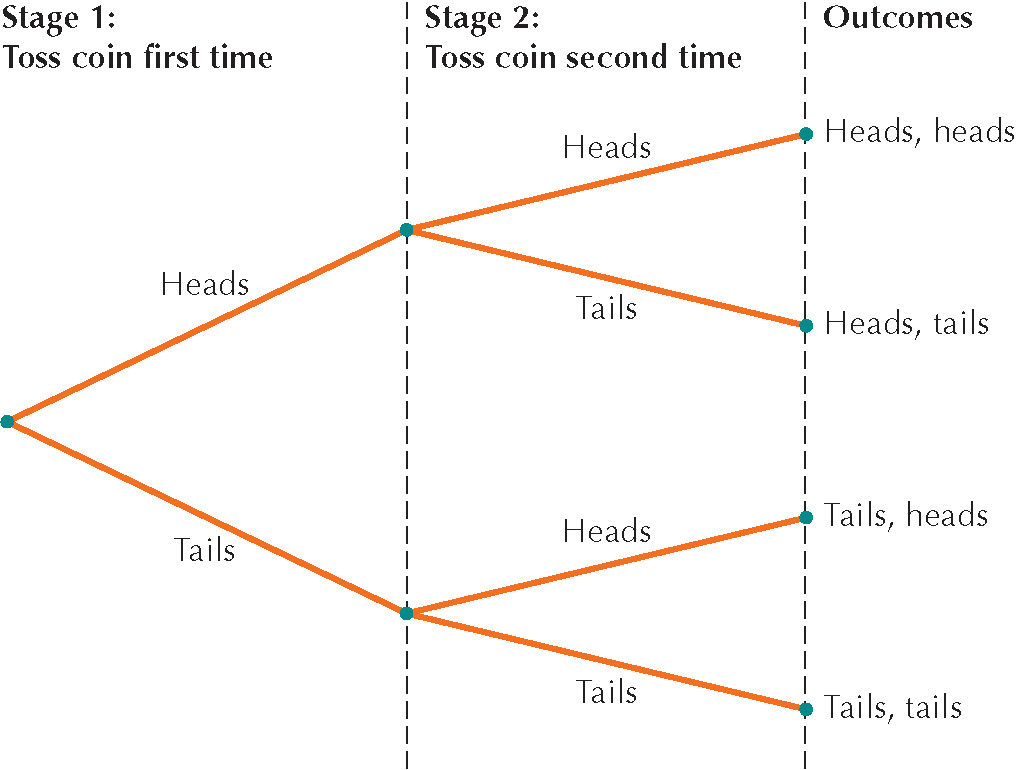 Stage 1:
Toss coin first time
Stage 2:
Toss coin second time
Outcomes
Heads
Tails
Heads
Tails
Heads
Tails
Heads, heads
Heads, tails
Tails, heads
Tails, tails